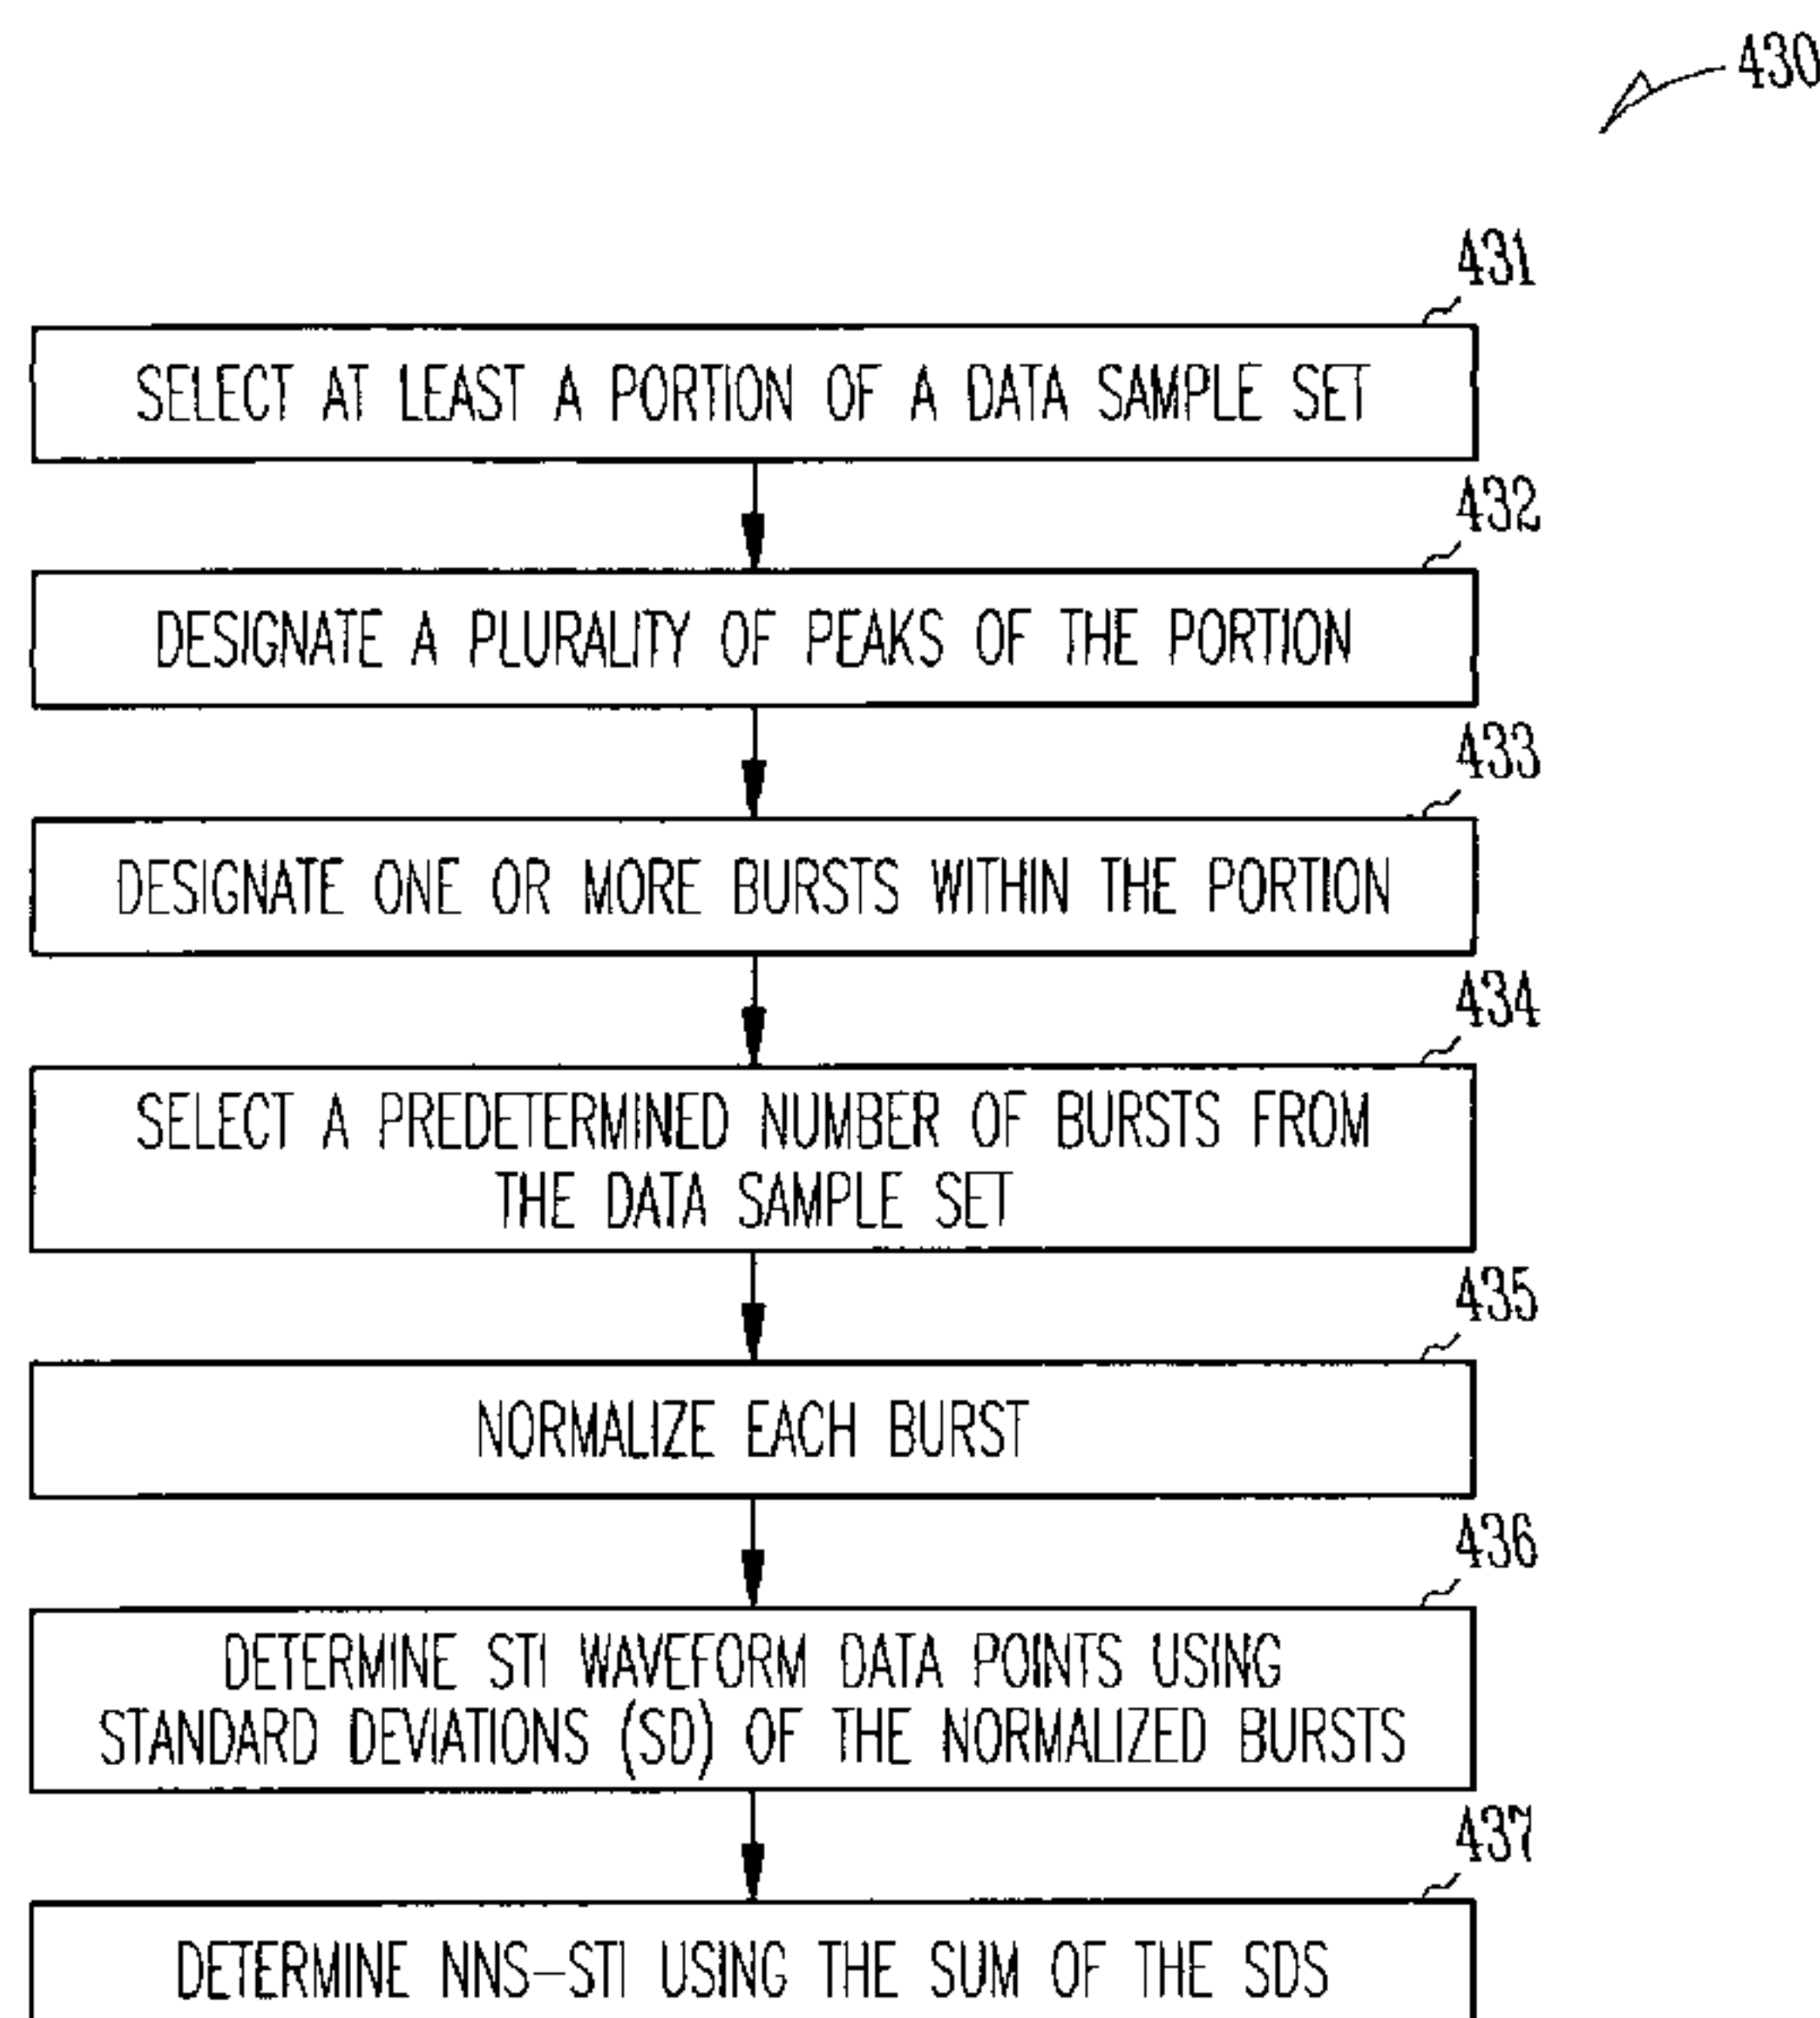 430
431
SELECT AT LEAST A PORTION OF A DATA SAMPLE SET
432
DESIGNATE A PLURALITY OF PEAKS OF THE PORTION
433
DESIGNATE ONE OR MORE BURSTS WITHIN THE PORTION
434
SELECT A PREDETERMINED NUMBER OF BURSTS FROM
THE DATA SAMPLE SET
435
NORMALIZE EACH BURST
436
DETERMINE STI WAVEFORM DATA POINTS USING
STANDARD DEVIATIONS (SD) OF THE NORMALIZED BURSTS
437
DETERMINE NNS-STI USING THE SUM OF THE SDS